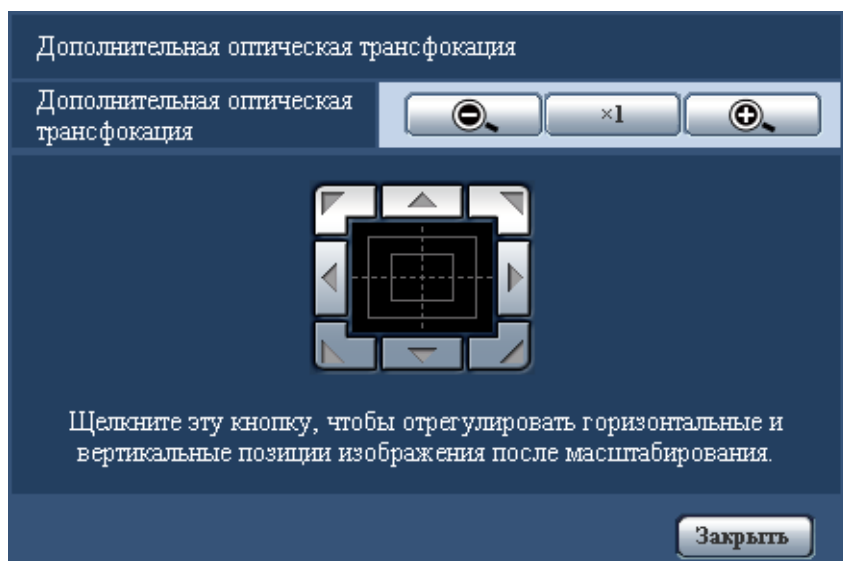 Дополнительная оптическая трансфокация
Дополнительная оптическая
трансфокация
×1
Щелкните эту кнопку, чтобы отрегулировать горизонтальные и
вертикальные позиции изображения после масштабирования.
Закрыть